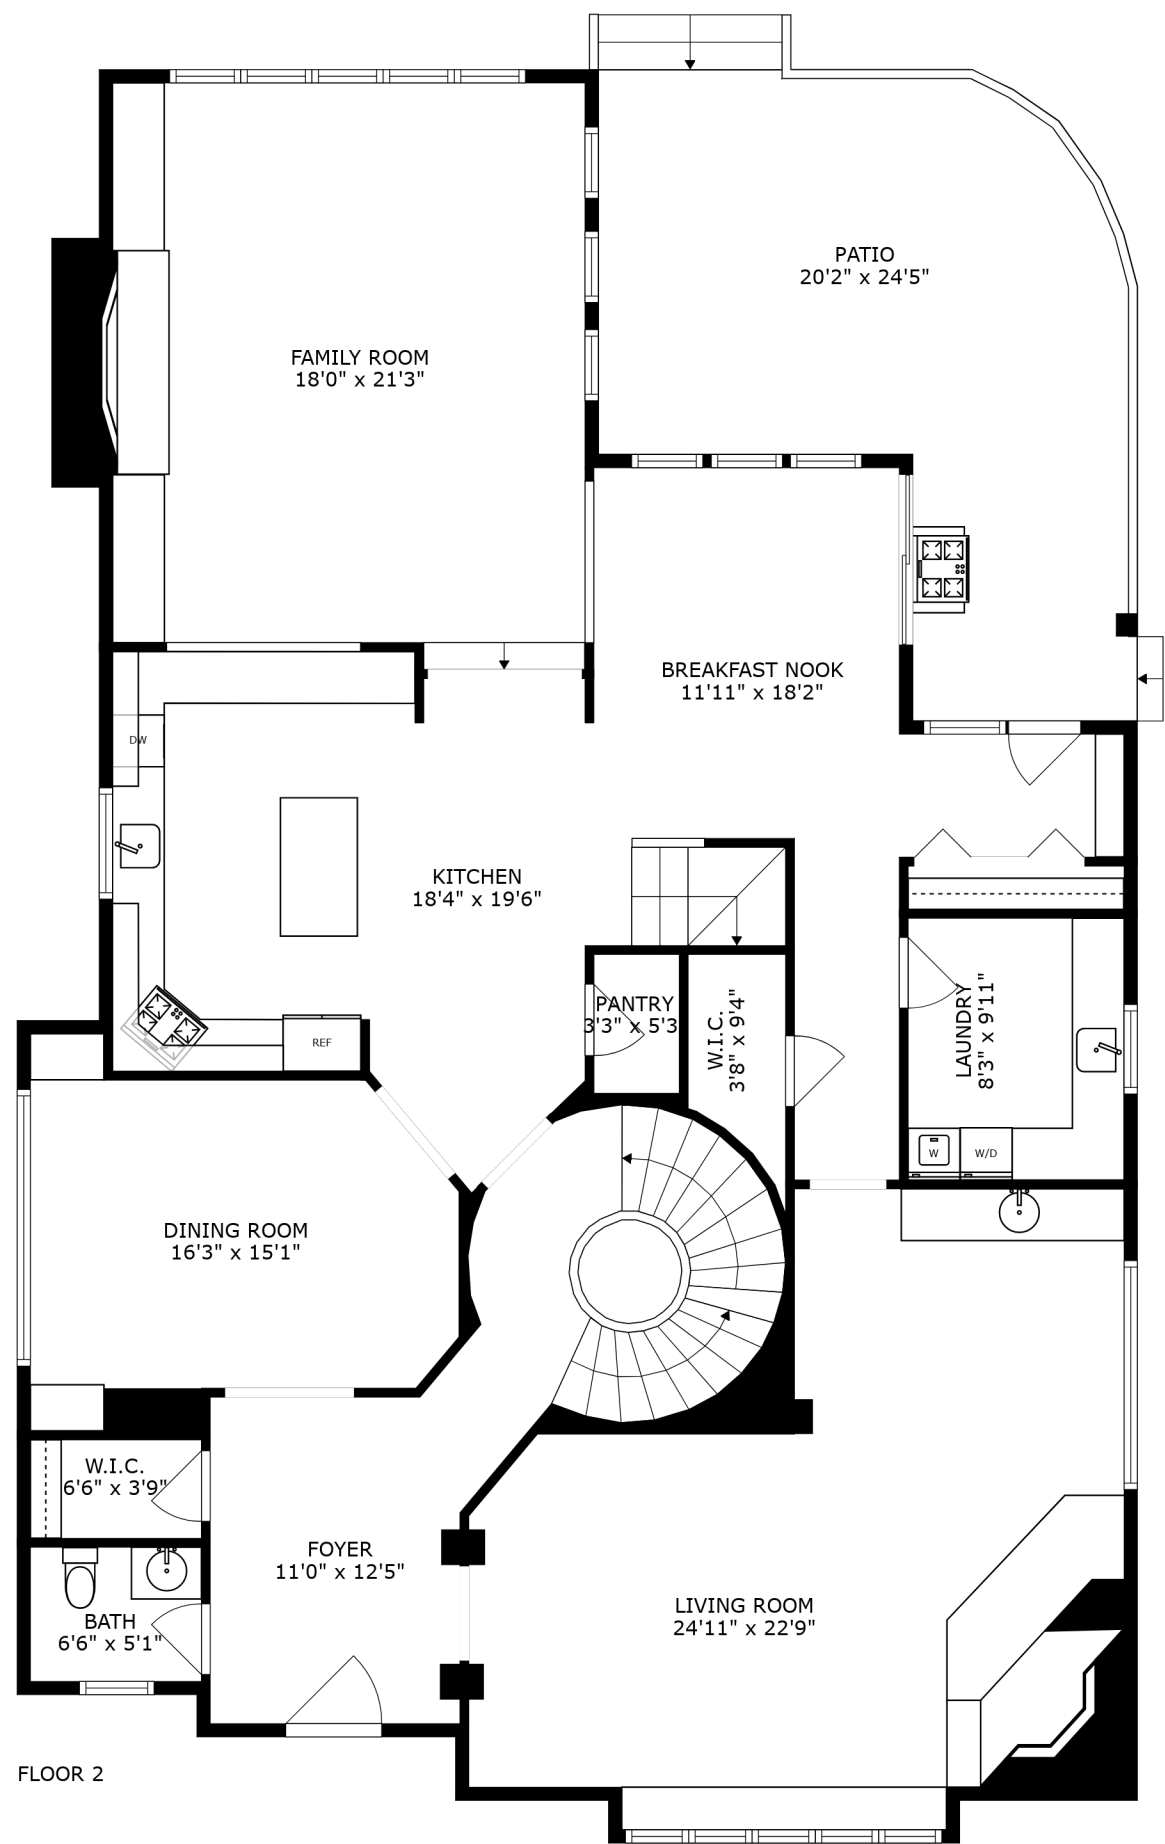 PATIO
20'2" x 24'5"
FAMILY ROOM
18'0" x 21'3"
BREAKFAST NOOK
11'11" x 18'2"
DW
KITCHEN
18'4" x 19'6"
PANTRY
3'3" x 5'3
W.I.C.
3'8" x 9'4"
LAUNDRY
8'3" x 9'11"
REF
W
W/D
DINING ROOM
16'3" x 15'1"
W.I.C.
6'6" x 3'9"
FOYER
11'0" x 12'5"
BATH
6'6" x 5'1"
LIVING ROOM
24'11" x 22'9"
FLOOR 2